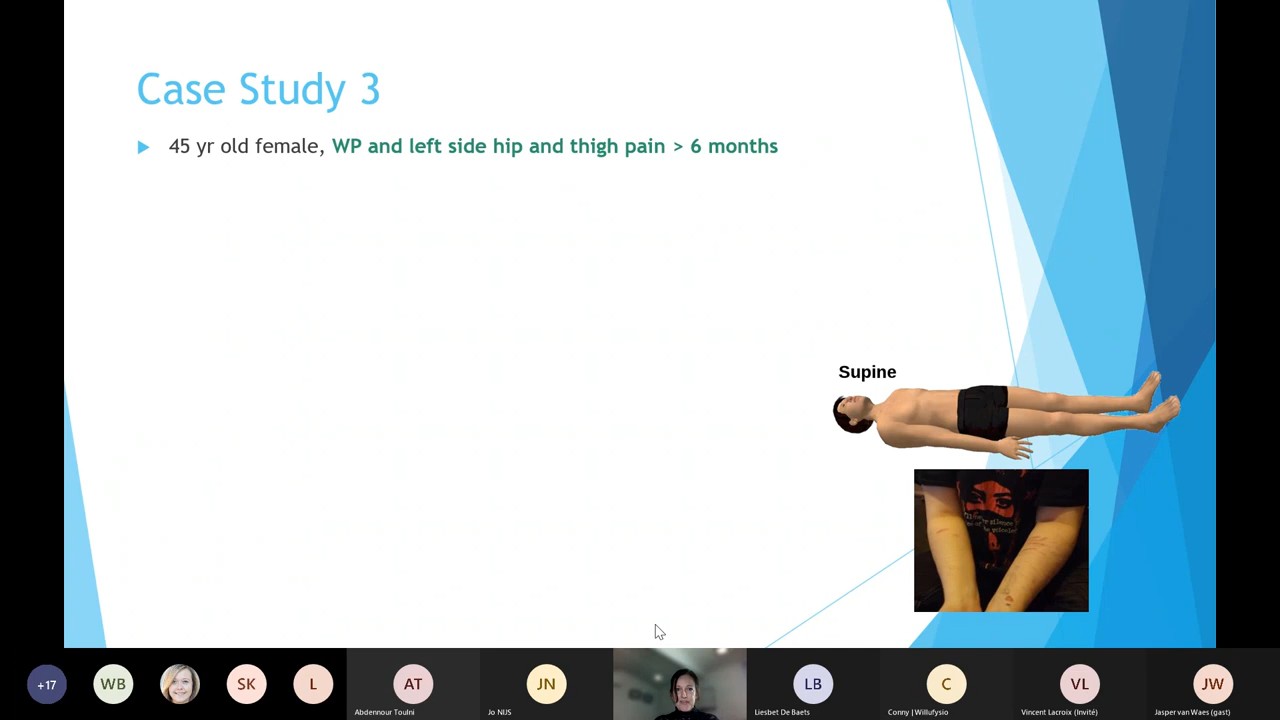 Case Study 3
45 yr old female, WP and left side hip and thigh pain > 6 months
Supine
+17
WB
SK
L
AT
JN
LB
C
VL
JW
Abdennour Toulni
Jo NIJS
Liesbet De Baets
Conny | Willufysio
Vincent Lacroix (Invité)
Jasper van Waes (gast)